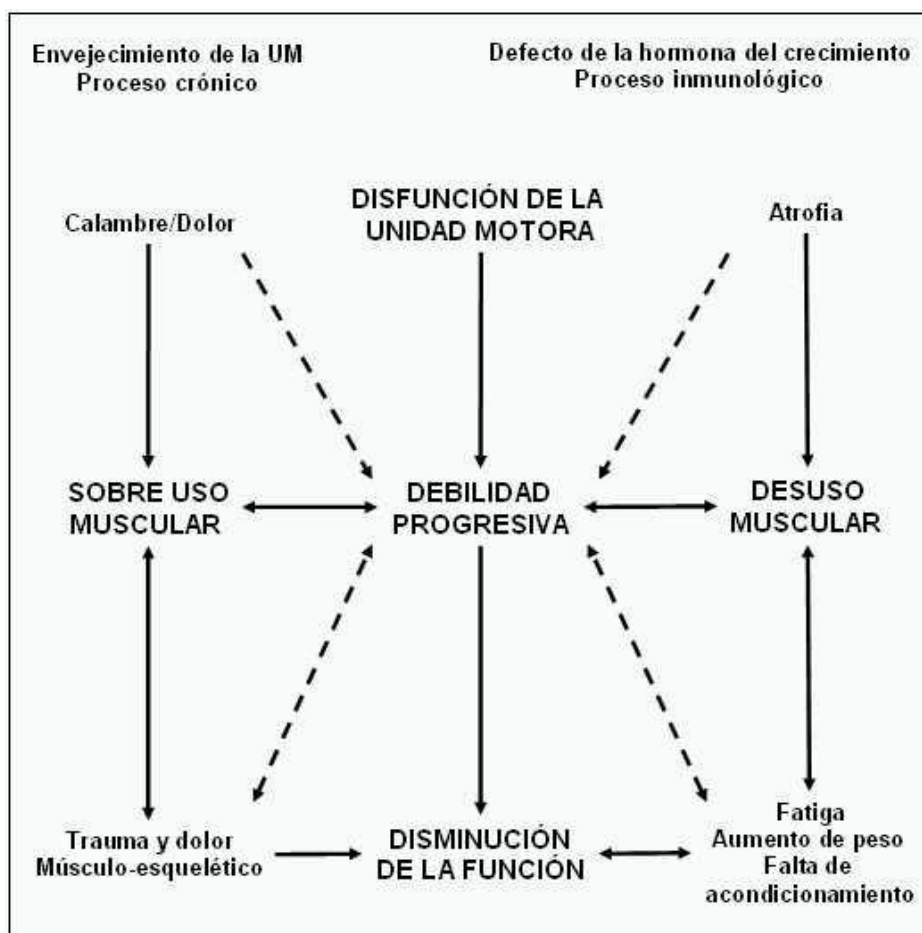 Envejecimiento de la UM
Proceso crónico
Defecto de la hormona del crecimiento
Proceso inmunológico
Calambre/Dolor
DISFUNCIÓN DE LA
UNIDAD MOTORA
Atrofia
SOBRE USO
MUSCULAR
DEBILIDAD
PROGRESIVA
DESUSO
MUSCULAR
Trauma y dolor
Músculo-esquelético
DISMINUCIÓN
DE LA FUNCIÓN
Fatiga
Aumento de peso
Falta de
acondicionamiento